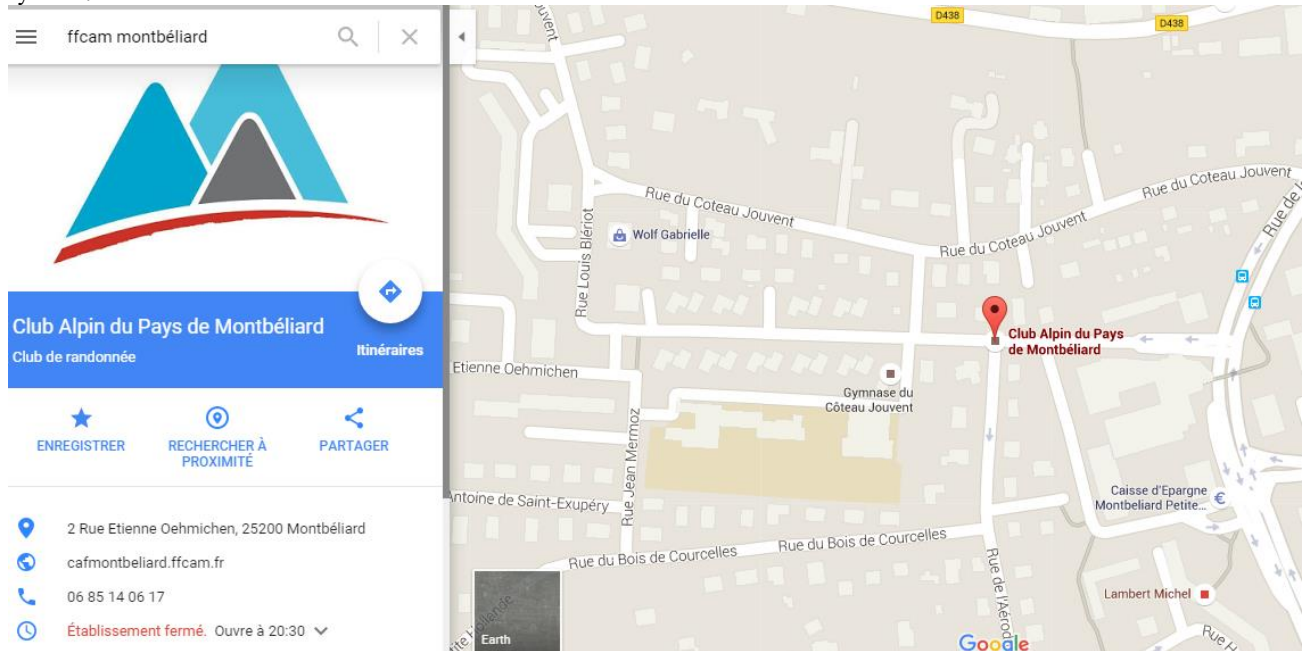 ffcam montbéliard
Club Alpin du Pays de Montbéliard
Club de randonnée
Itinéraires
ENREGISTRER
RECHERCHER À
PROXIMITÉ
PARTAGER
2 Rue Etienne Oehmichen, 25200 Montbéliard
cafmontbeliard.ffcam.fr
06 85 14 06 17
Établissement fermé. Ouvre à 20:30
D438
D438
Rue du Coteau Jouvent
Rue du Coteau Jouvent
Rue du Coteau Jouvent
Wolf Gabrielle
Rue Louis Blériot
Club Alpin du Pays
de Montbéliard
Etienne Oehmichen
Gymnase du
Côteau Jouvent
Rue Jean Mermoz
Antoine de Saint-Exupéry
Caisse d'Epargne
Montbeliard Petite...
Rue du Bois de Courcelles
Rue du Bois de Courcelles
Rue de l'Aérod
Lambert Michel
Earth
Google